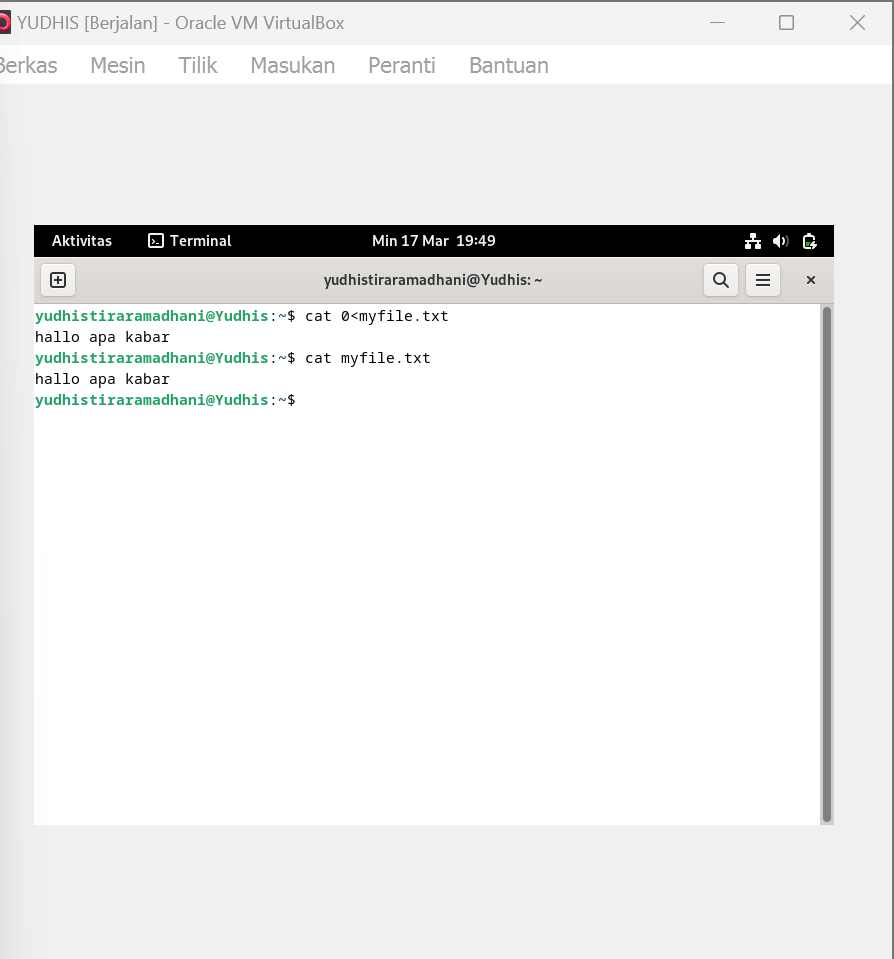 YUDHIS [Berjalan] - Oracle VM VirtualBox
Berkas Mesin Tilik Masukan Peranti Bantuan
Aktivitas Terminal Min 17 Mar 19:49
yudhistiraramadhani@Yudhis: ~
yudhistiraramadhani@Yudhis:~$ cat 0<myfile.txt
hallo apa kabar
yudhistiraramadhani@Yudhis:~$ cat myfile.txt
hallo apa kabar
yudhistiraramadhani@Yudhis:~$